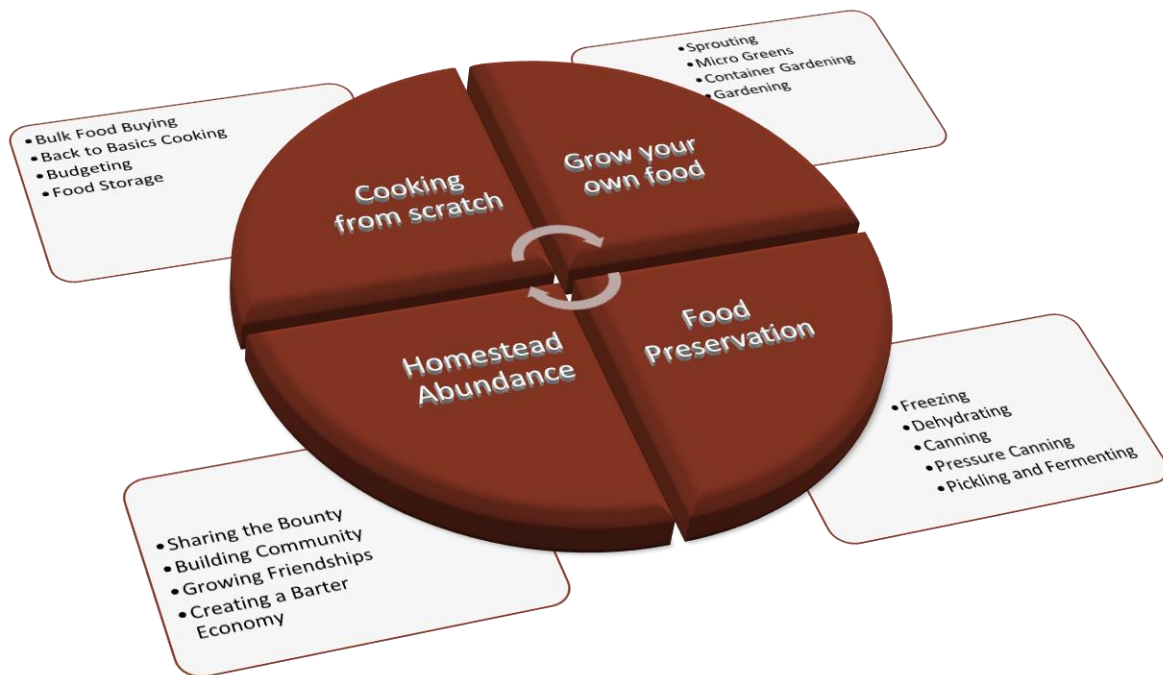 • Bulk Food Buying
• Back to Basics Cooking
• Budgeting
• Food Storage
• Sprouting
• Micro Greens
• Container Gardening
• Gardening
Cooking
from scratch
Grow your
own food
Homestead
Abundance
Food
Preservation
• Sharing the Bounty
• Building Community
• Growing Friendships
• Creating a Barter
Economy
• Freezing
• Dehydrating
• Canning
• Pressure Canning
• Pickling and Fermenting